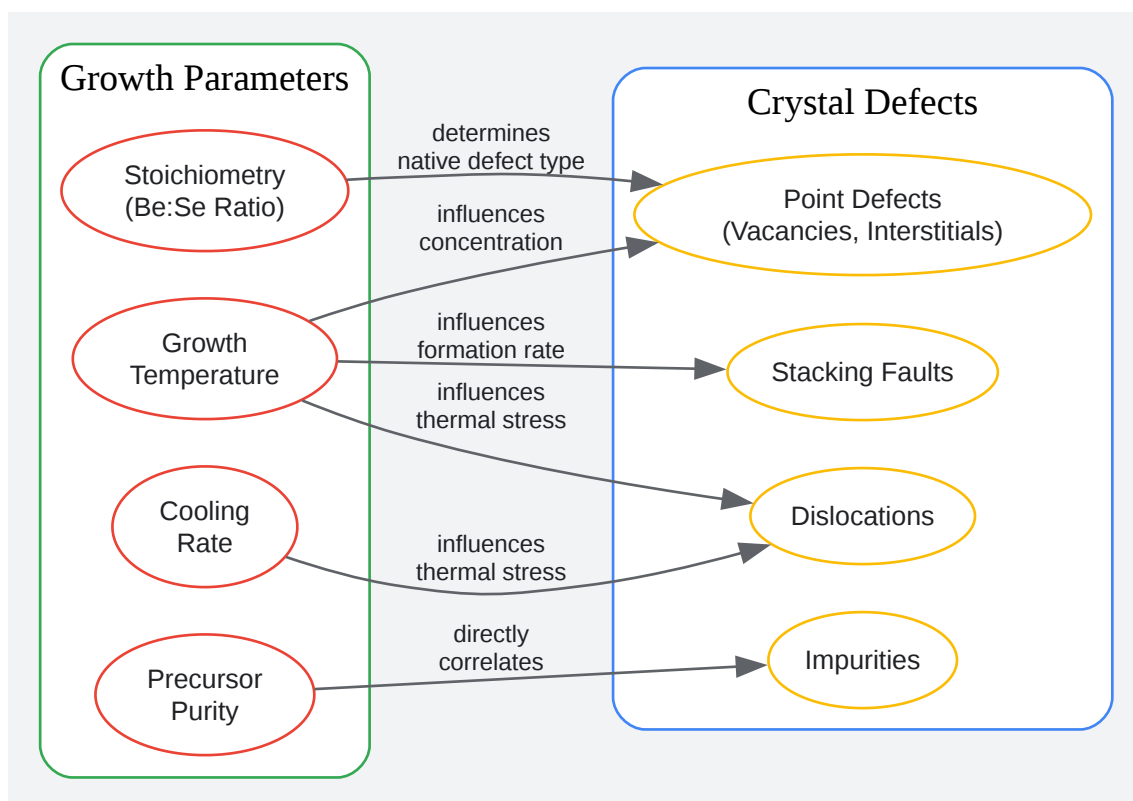 Growth Parameters
Stoichiometry
(Be:Se Ratio)
Growth
Temperature
Cooling
Rate
Precursor
Purity
determines
native defect type
influences
concentration
influences
formation rate
influences
thermal stress
influences
thermal stress
directly
correlates
Crystal Defects
Point Defects
(Vacancies, Interstitials)
Stacking Faults
Dislocations
Impurities